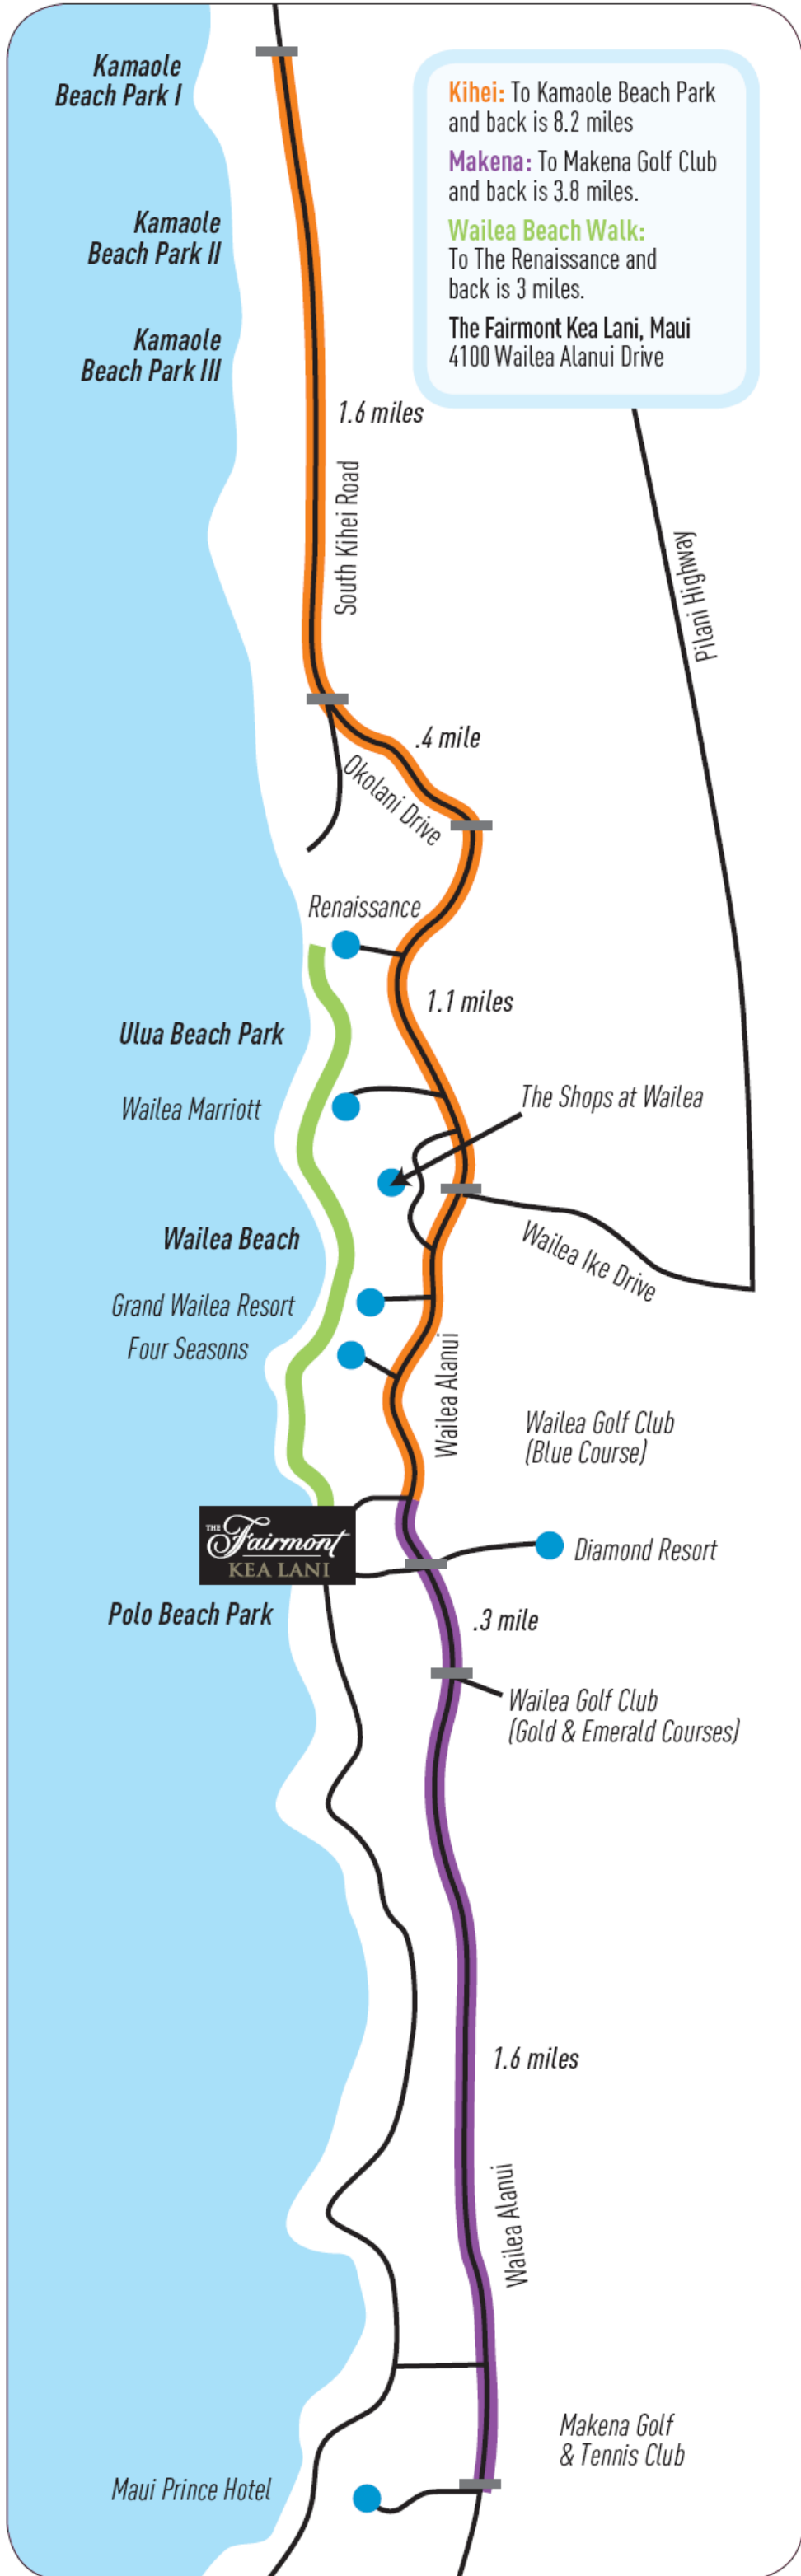 Kamaole
Beach Park I
Kihei: To Kamaole Beach Park
and back is 8.2 miles
Makena: To Makena Golf Club
and back is 3.8 miles.
Wailea Beach Walk:
To The Renaissance and
back is 3 miles.
The Fairmont Kea Lani, Maui
4100 Wailea Alanui Drive
Kamaole
Beach Park II
Kamaole
Beach Park III
1.6 miles
South Kihei Road
Pilani Highway
.4 mile
Okolani Drive
Renaissance
1.1 miles
Ulua Beach Park
Wailea Marriott
The Shops at Wailea
Wailea Beach
Wailea Ike Drive
Grand Wailea Resort
Four Seasons
Wailea Alanui
Wailea Golf Club
(Blue Course)
THE Fairmont
KEA LANI
Diamond Resort
Polo Beach Park
.3 mile
Wailea Golf Club
(Gold & Emerald Courses)
1.6 miles
Wailea Alanui
Makena Golf
& Tennis Club
Maui Prince Hotel